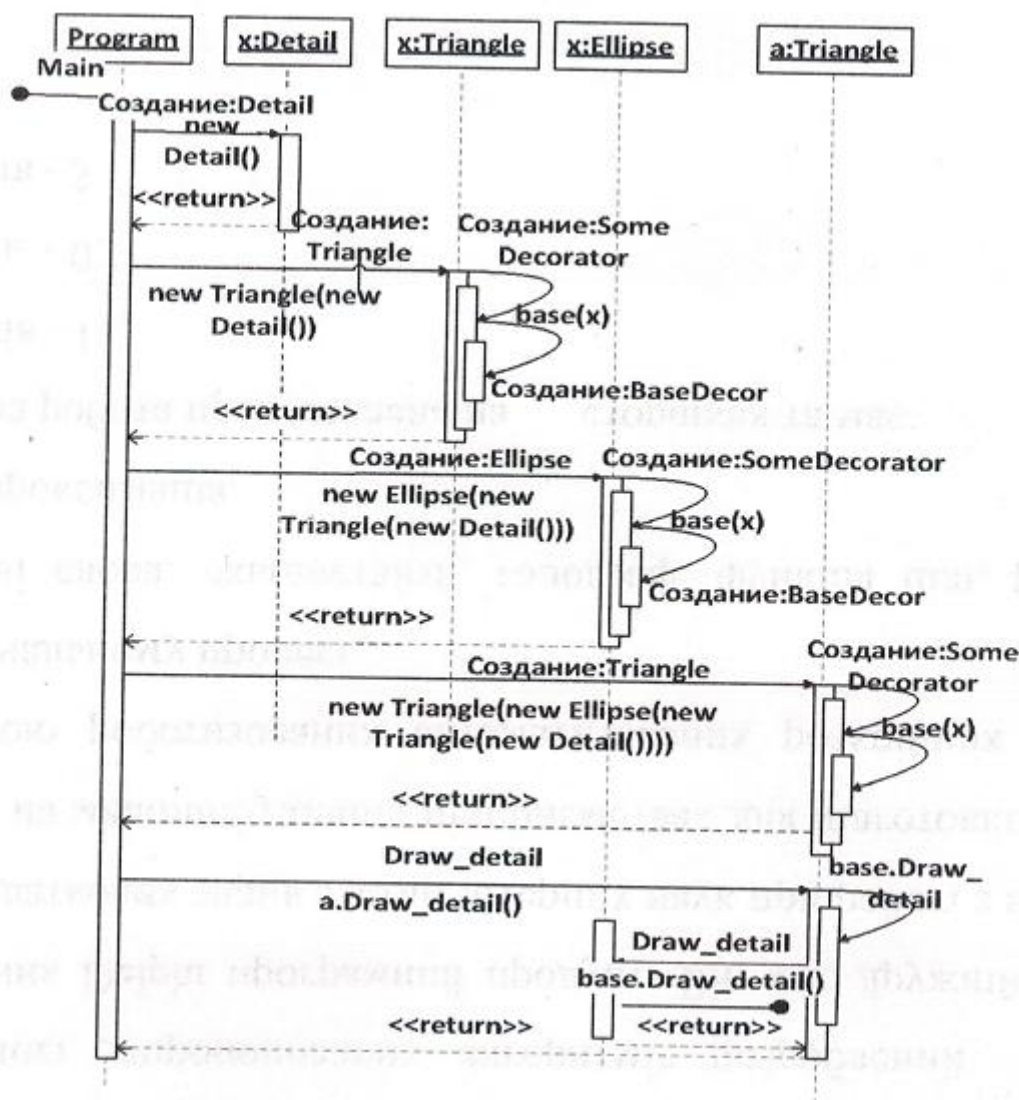 Program
x:Detail
x:Triangle
x:Ellipse
a:Triangle
Main
Создание:Detail
new
Detail()
<<return>>
Создание:
Triangle
Создание:Some
Decorator
new Triangle(new
Detail())
base(x)
Создание:BaseDecor
<<return>>
Создание:Ellipse
Создание:SomeDecorator
new Ellipse(new
Triangle(new Detail()))
base(x)
Создание:BaseDecor
<<return>>
Создание:Triangle
Создание:Some
Decorator
new Triangle(new Ellipse(new
Triangle(new Detail())))
base(x)
<<return>>
Draw_detail
base.Draw_
detail
a.Draw_detail()
Draw_detail
base.Draw_detail()
<<return>>
<<return>>